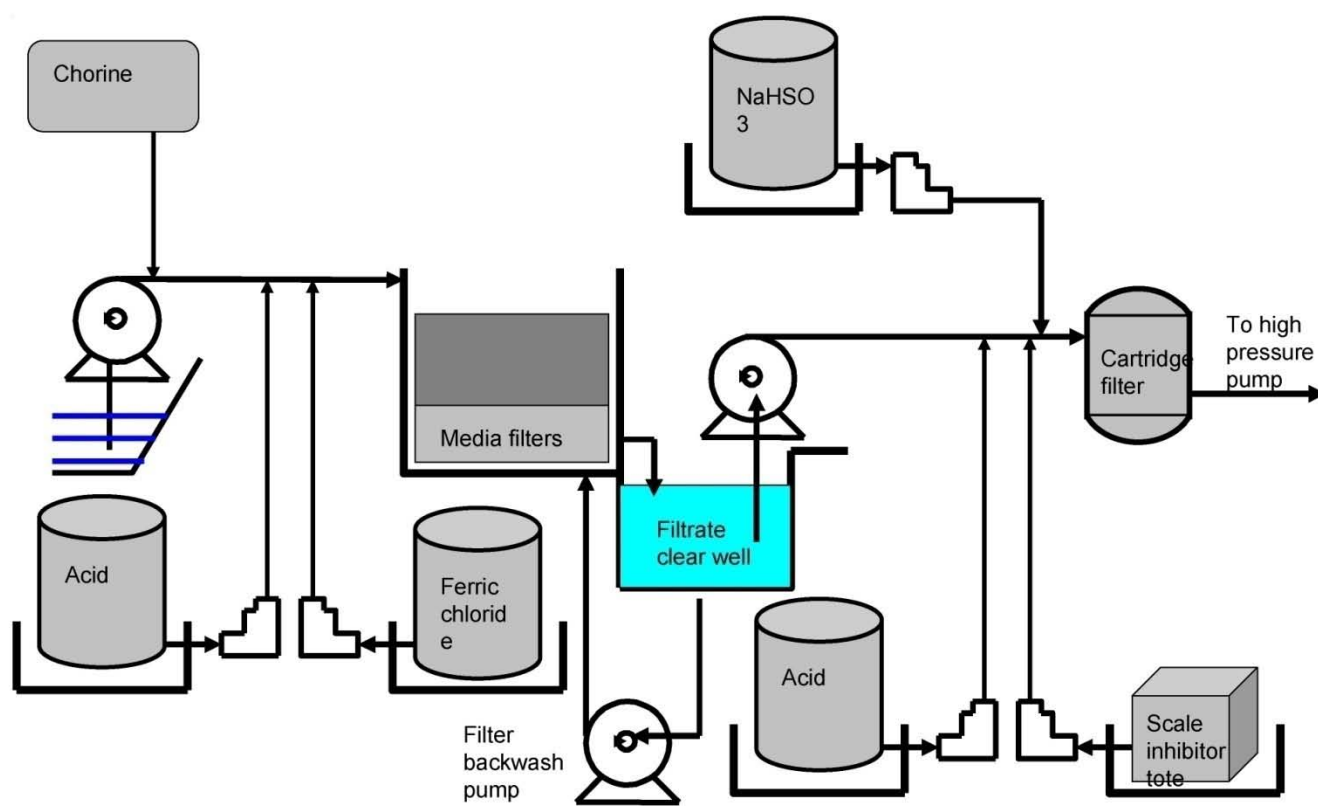 Chorine
NaHSO
3
To high
pressure
pump
Cartridge
filter
Media filters
Filtrate
clear well
Acid
Ferric
chlorid
e
Acid
Filter
backwash
pump
Scale
inhibitor
tote